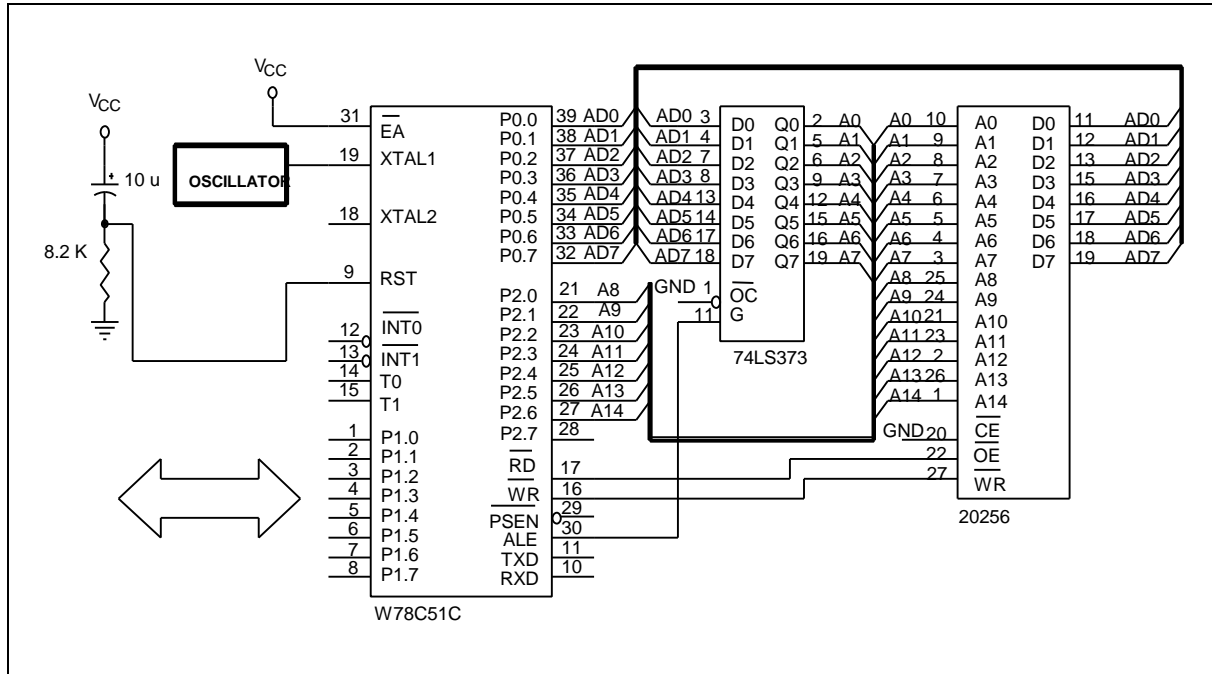 VCC
VCC
10 u
8.2 K
OSCILLATOR
31 EA
19 XTAL1
18 XTAL2
9 RST
12 INT0
13 INT1
14 T0
15 T1
1 P1.0
2 P1.1
3 P1.2
4 P1.3
5 P1.4
6 P1.5
7 P1.6
8 P1.7
P0.0 39 AD0
P0.1 38 AD1
P0.2 37 AD2
P0.3 36 AD3
P0.4 35 AD4
P0.5 34 AD5
P0.6 33 AD6
P0.7 32 AD7
P2.0 21 A8
P2.1 22 A9
P2.2 23 A10
P2.3 24 A11
P2.4 25 A12
P2.5 26 A13
P2.6 27 A14
P2.7 28
RD 17
WR 16
PSEN 29
ALE 30
TXD 11
RXD 10
W78C51C
AD0 3 D0 Q0 2 A0
AD1 4 D1 Q1 5 A1
AD2 7 D2 Q2 6 A2
AD3 8 D3 Q3 9 A3
AD4 13 D4 Q4 12 A4
AD5 14 D5 Q5 15 A5
AD6 17 D6 Q6 16 A6
AD7 18 D7 Q7 19 A7
GND 1 OC
11 G
74LS373
A0 10 A0 D0 11 AD0
A1 9 A1 D1 12 AD1
A2 8 A2 D2 13 AD2
A3 7 A3 D3 15 AD3
A4 6 A4 D4 16 AD4
A5 5 A5 D5 17 AD5
A6 4 A6 D6 18 AD6
A7 3 A7 D7 19 AD7
A8 25 A8
A9 24 A9
A10 21 A10
A11 23 A11
A12 2 A12
A13 26 A13
A14 1 A14
GND 20 CE
22 OE
27 WR
20256